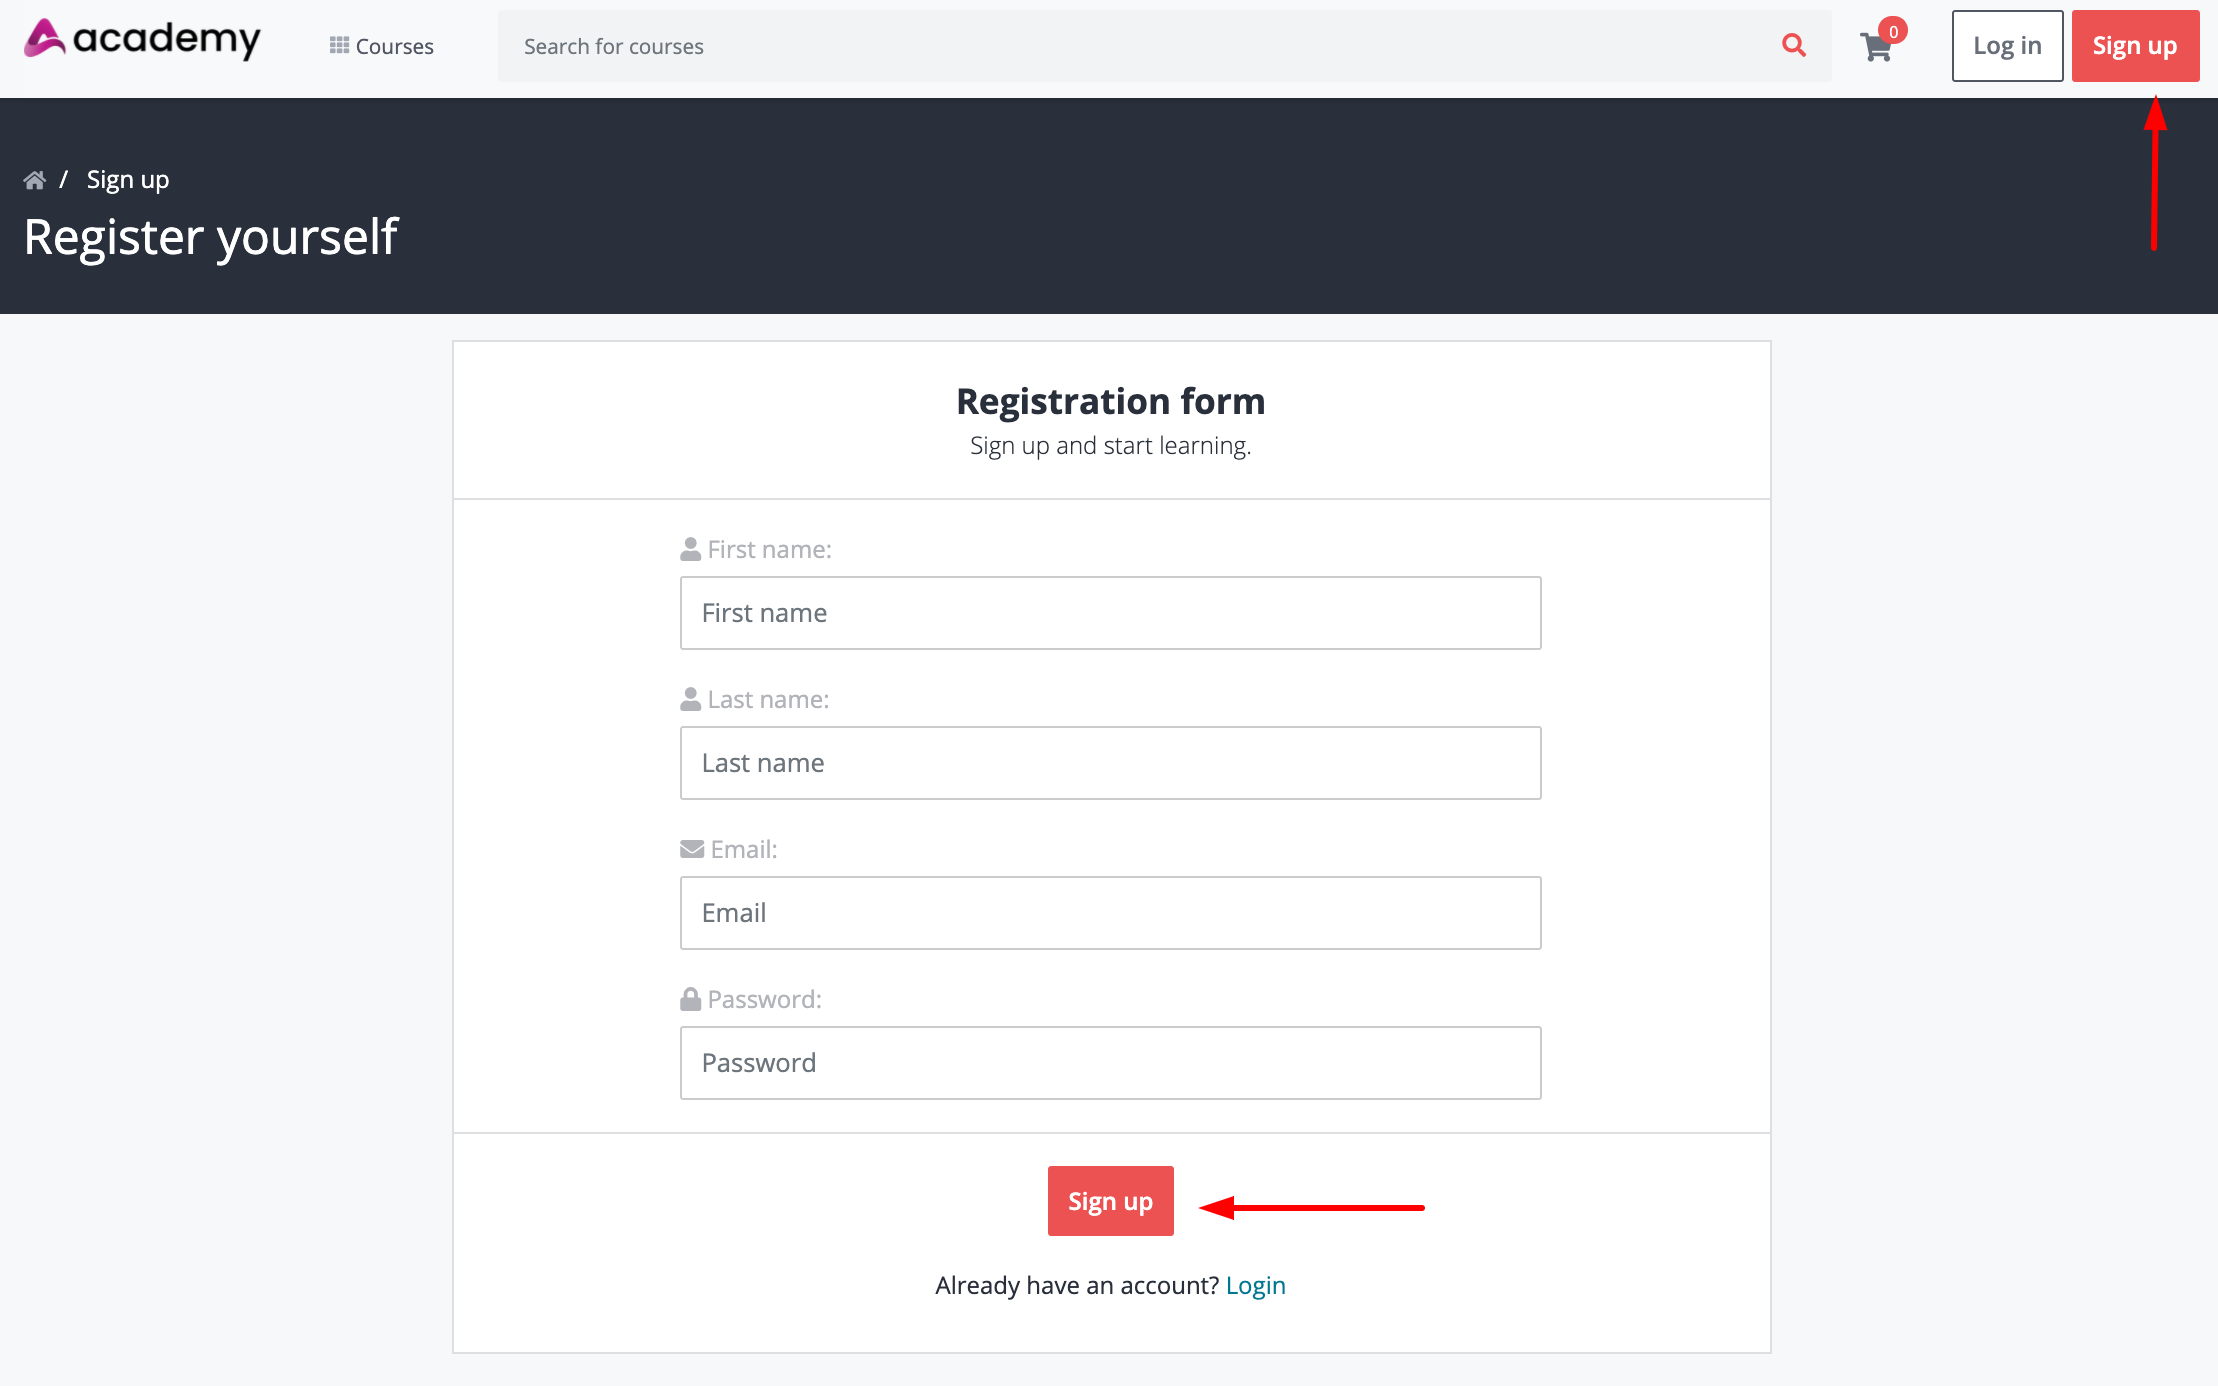 academy
Courses
Search for courses
0
Log in
Sign up
/ Sign up
Register yourself
Registration form
Sign up and start learning.
First name:
First name
Last name:
Last name
Email:
Email
Password:
Password
Sign up
Already have an account? Login